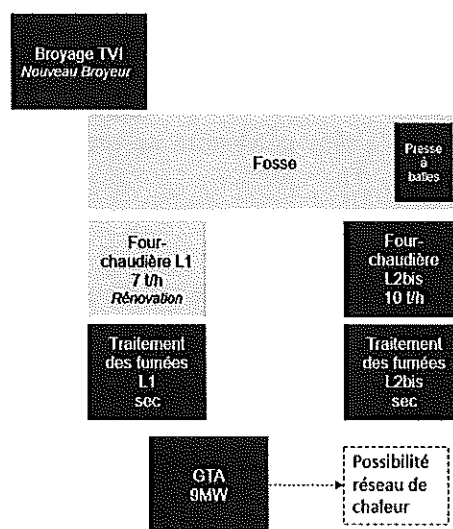 Broyage TVI
Nouveau Broyeur
Fosse
Presse
à
balles
Four-
chaudière L1
7 t/h
Rénovation
Four-
chaudière
L2bis
10 t/h
Traitement
des fumées
L1
sec
Traitement
des fumées
L2bis
sec
GTA
9MW
Possibilité
réseau de
chaleur